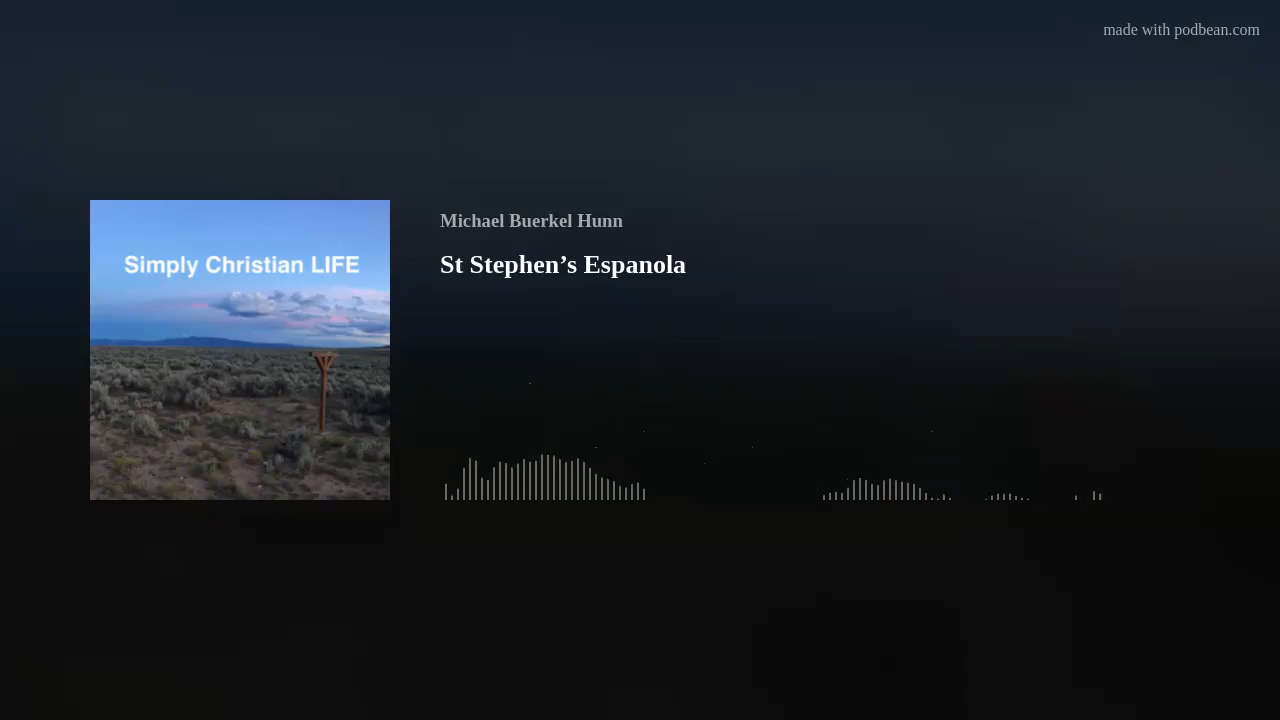 made with podbean.com
Simply Christian LIFE
Michael Buerkel Hunn
St Stephen’s Espanola